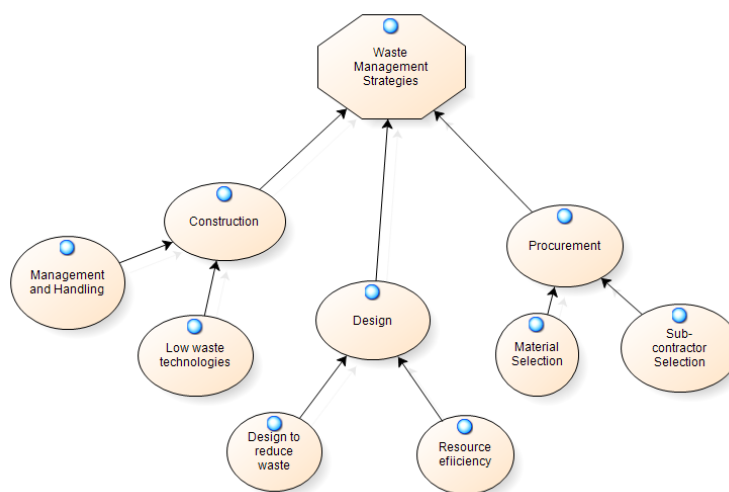 Waste
Management
Strategies
Construction
Procurement
Management
and Handling
Design
Low waste
technologies
Material
Selection
Sub-
contractor
Selection
Design to
reduce
waste
Resource
efiiciency